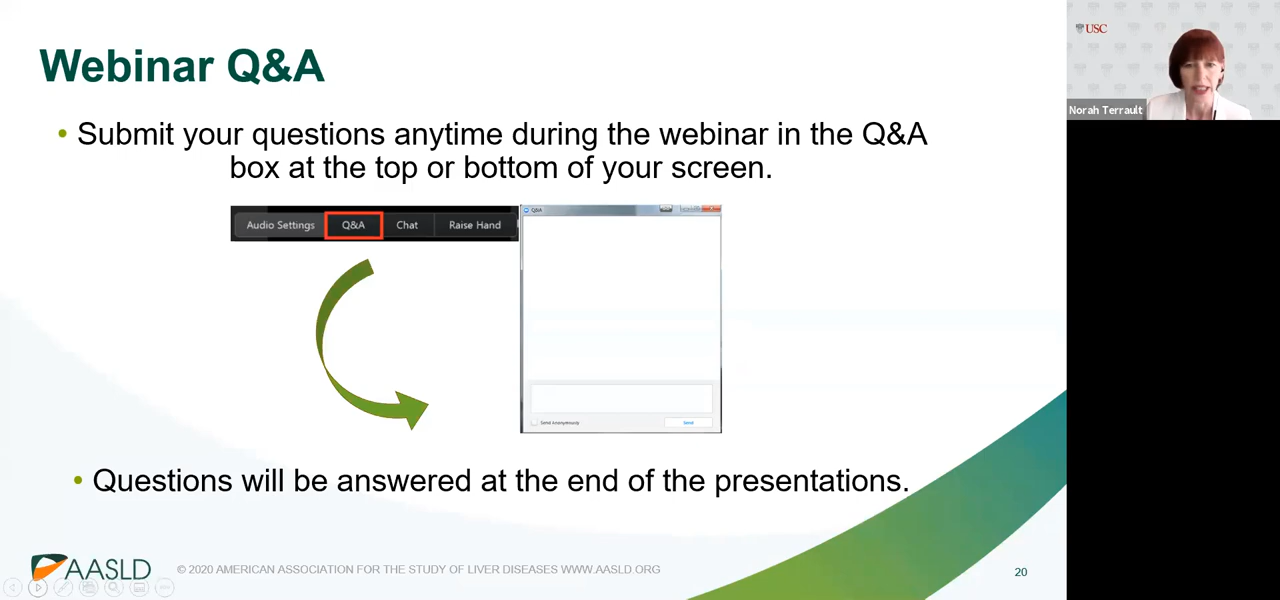 Webinar Q&A
USC
Norah Terrault
• Submit your questions anytime during the webinar in the Q&A
box at the top or bottom of your screen.
Audio Settings
Q&A
Chat
Raise Hand
Q&A
Send Anonymously
Send
• Questions will be answered at the end of the presentations.
AASLD
© 2020 AMERICAN ASSOCIATION FOR THE STUDY OF LIVER DISEASES WWW.AASLD.ORG
20